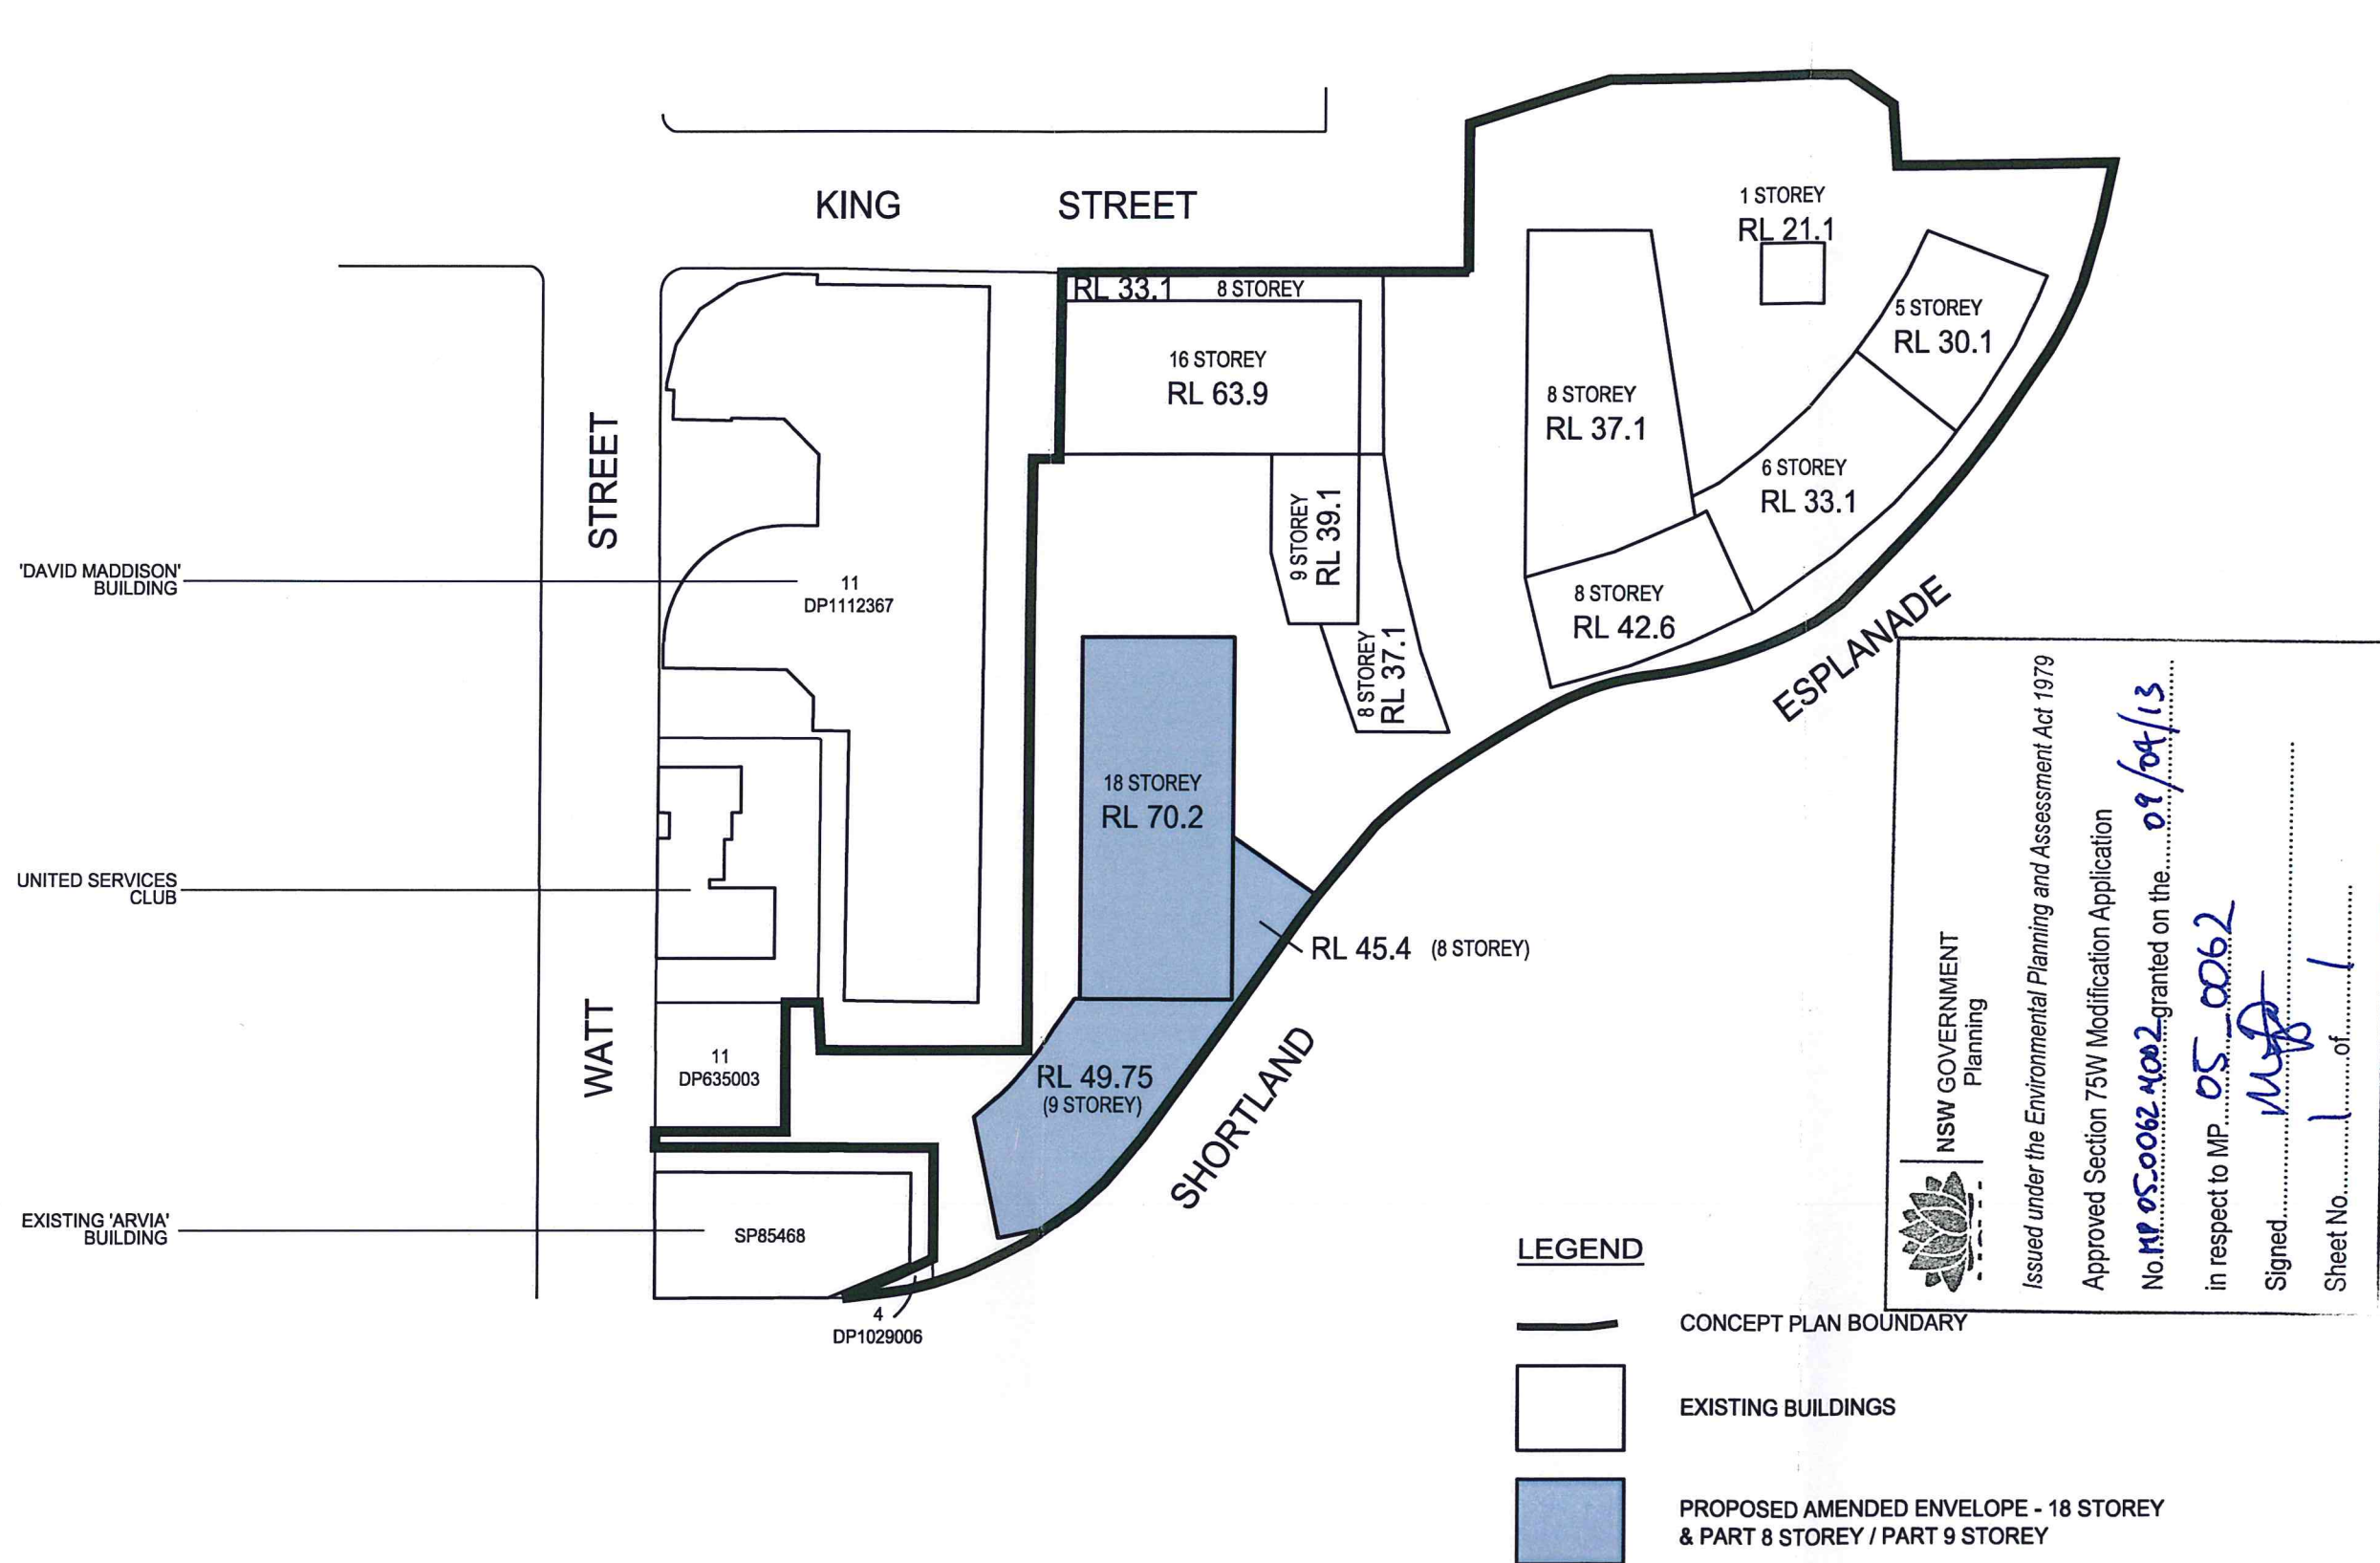 KING STREET
1 STOREY
RL 21.1
RL 33.1 8 STOREY
5 STOREY
RL 30.1
16 STOREY
RL 63.9
8 STOREY
RL 37.1
6 STOREY
RL 33.1
STREET
9 STOREY
RL 39.1
'DAVID MADDISON'
BUILDING
11
DP1112367
8 STOREY
RL 42.6
ESPLANADE
8 STOREY
RL 37.1
18 STOREY
RL 70.2
UNITED SERVICES
CLUB
RL 45.4 (8 STOREY)
WATT
11
DP635003
RL 49.75
(9 STOREY)
SHORTLAND
EXISTING 'ARVIA'
BUILDING
SP85468
4
DP1029006
NSW GOVERNMENT
Planning
Issued under the Environmental Planning and Assessment Act 1979
Approved Section 75W Modification Application
No. MP 05_0062 MOD2 granted on the 09/04/13
in respect to MP 05_0062
Signed
Sheet No. 1 of 1
LEGEND
CONCEPT PLAN BOUNDARY
EXISTING BUILDINGS
PROPOSED AMENDED ENVELOPE - 18 STOREY
& PART 8 STOREY / PART 9 STOREY